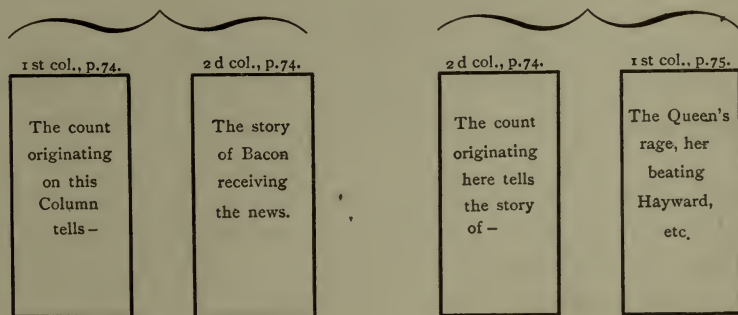 1st col., p.74.
The count
originating
on this
Column
tells –
2d col., p.74.
The story
of Bacon
receiving
the news.
2d col., p.74.
The count
originating
here tells
the story
of –
1st col., p.75.
The Queen's
rage, her
beating
Hayward,
etc.